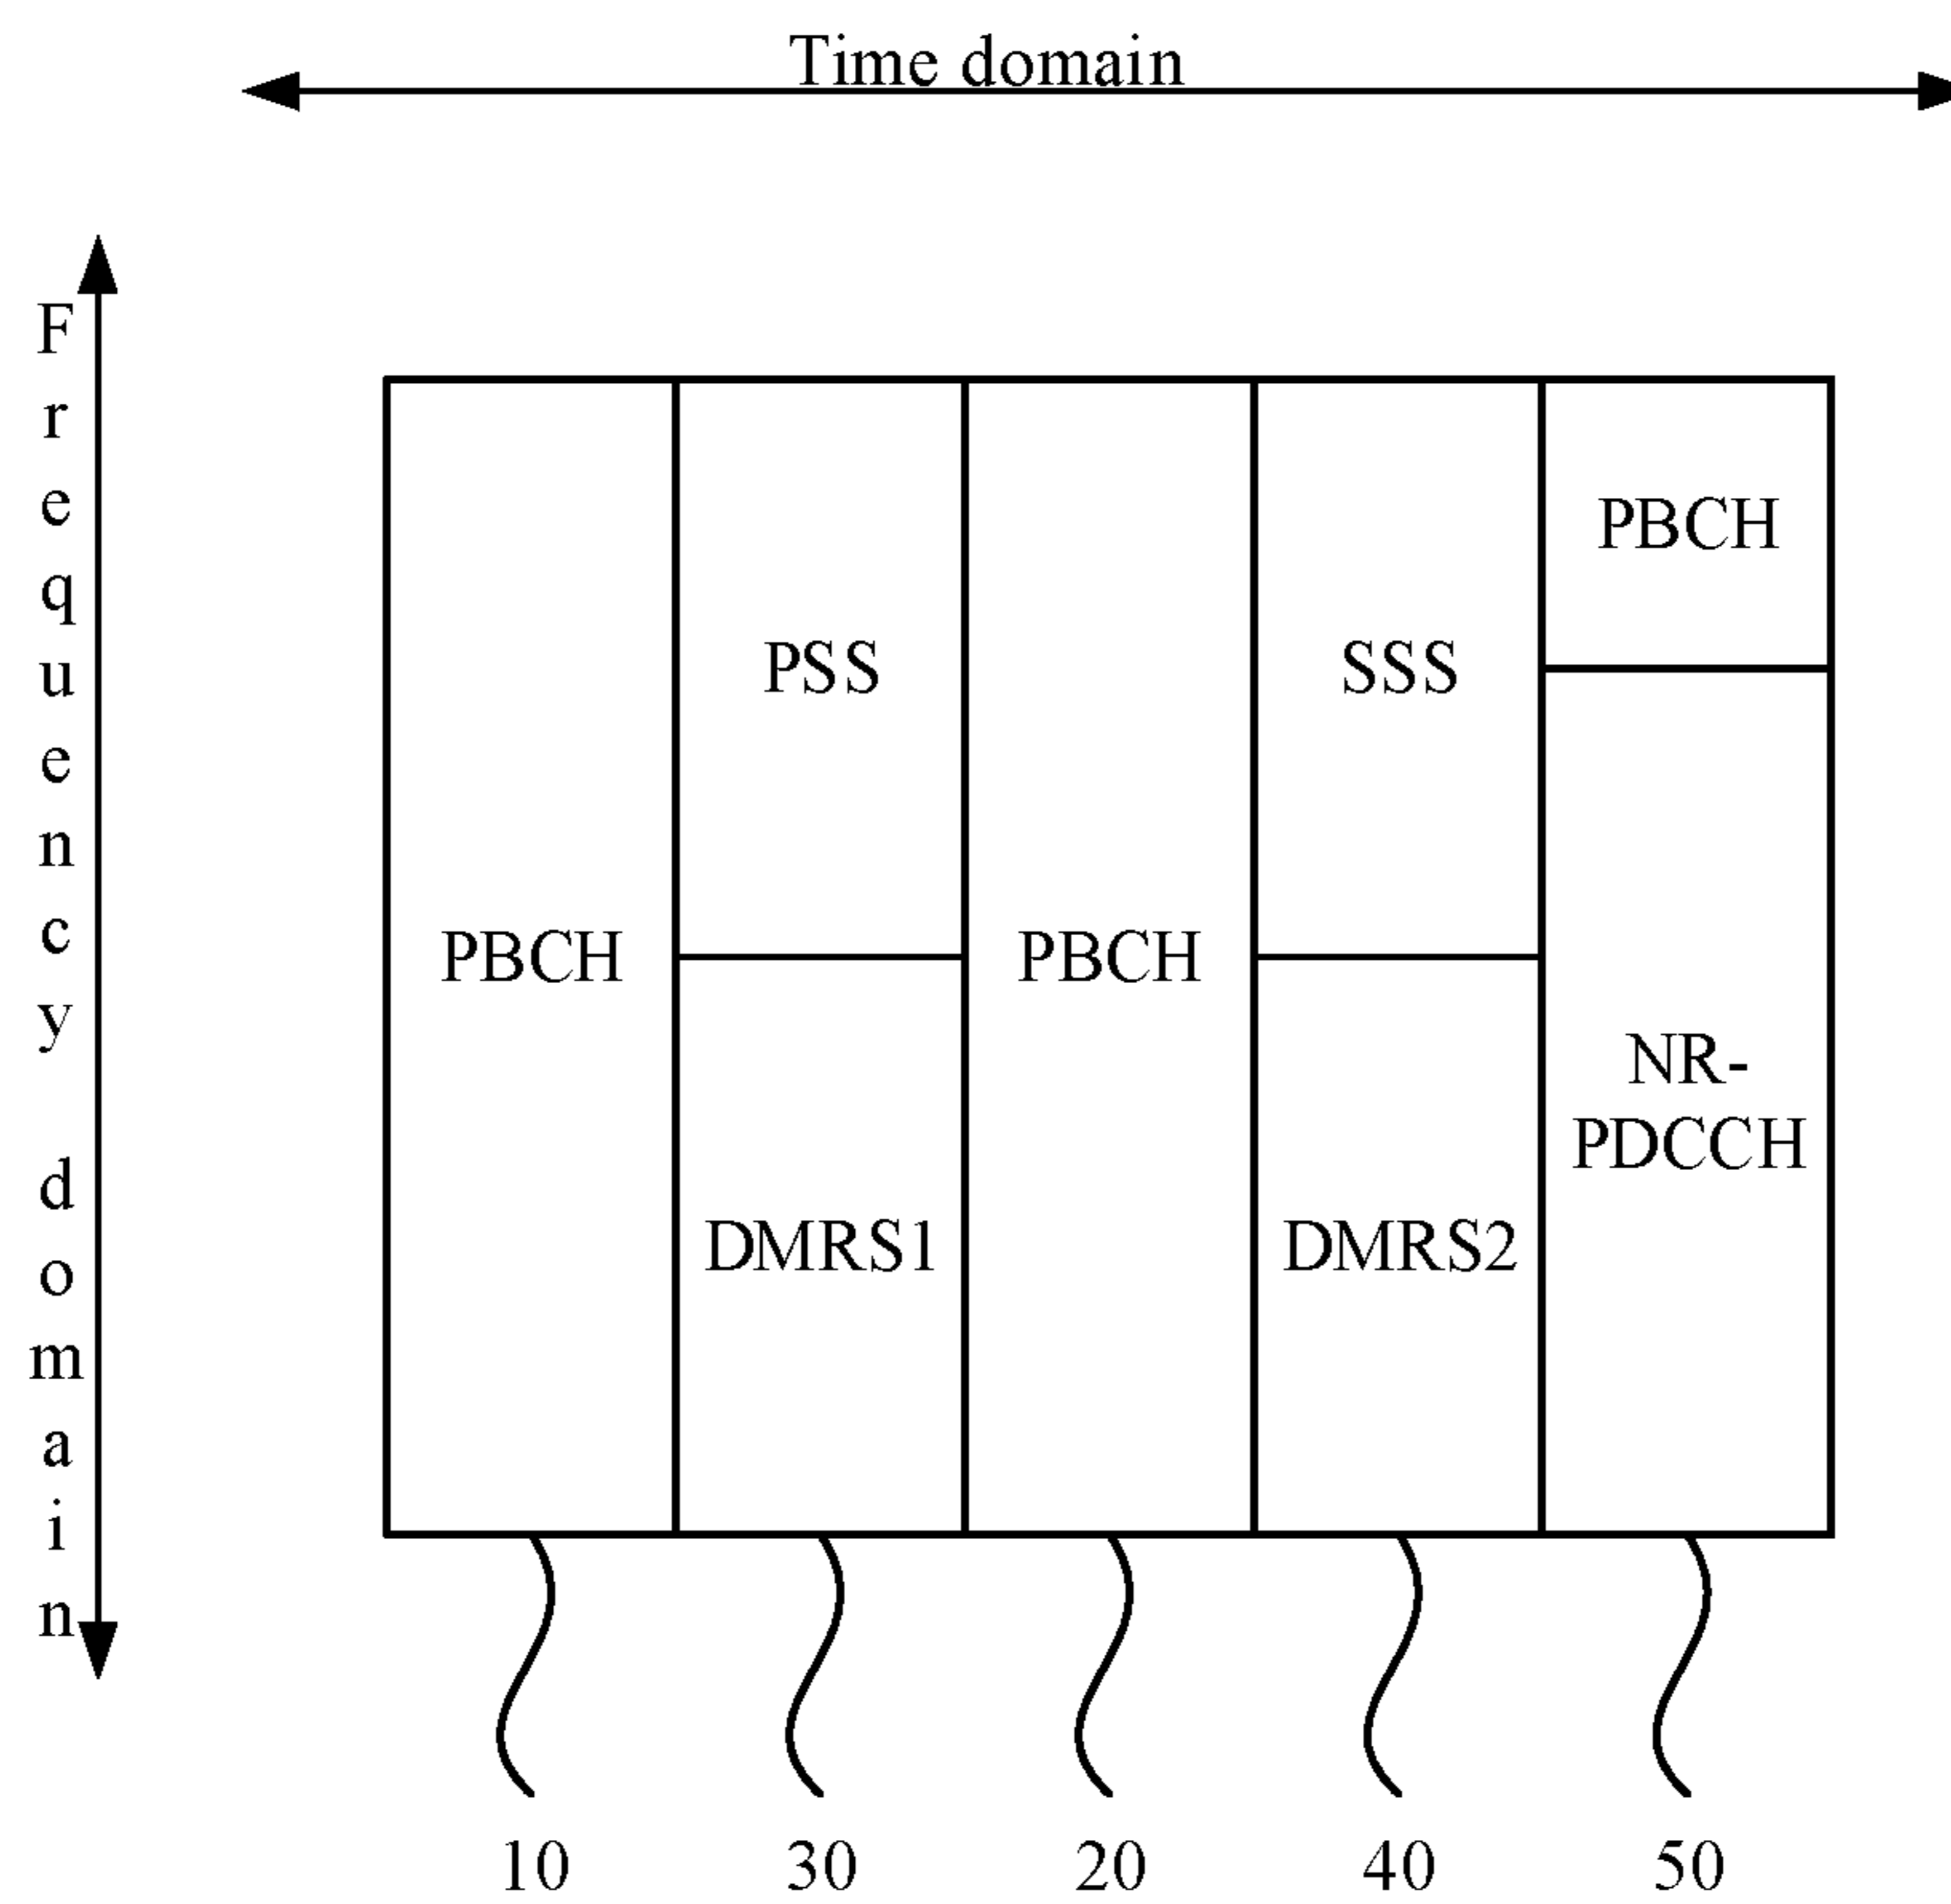 Time domain
Frequency domain
PBCH
PSS
DMRS1
PBCH
SSS
DMRS2
PBCH
NR-
PDCCH
10
30
20
40
50